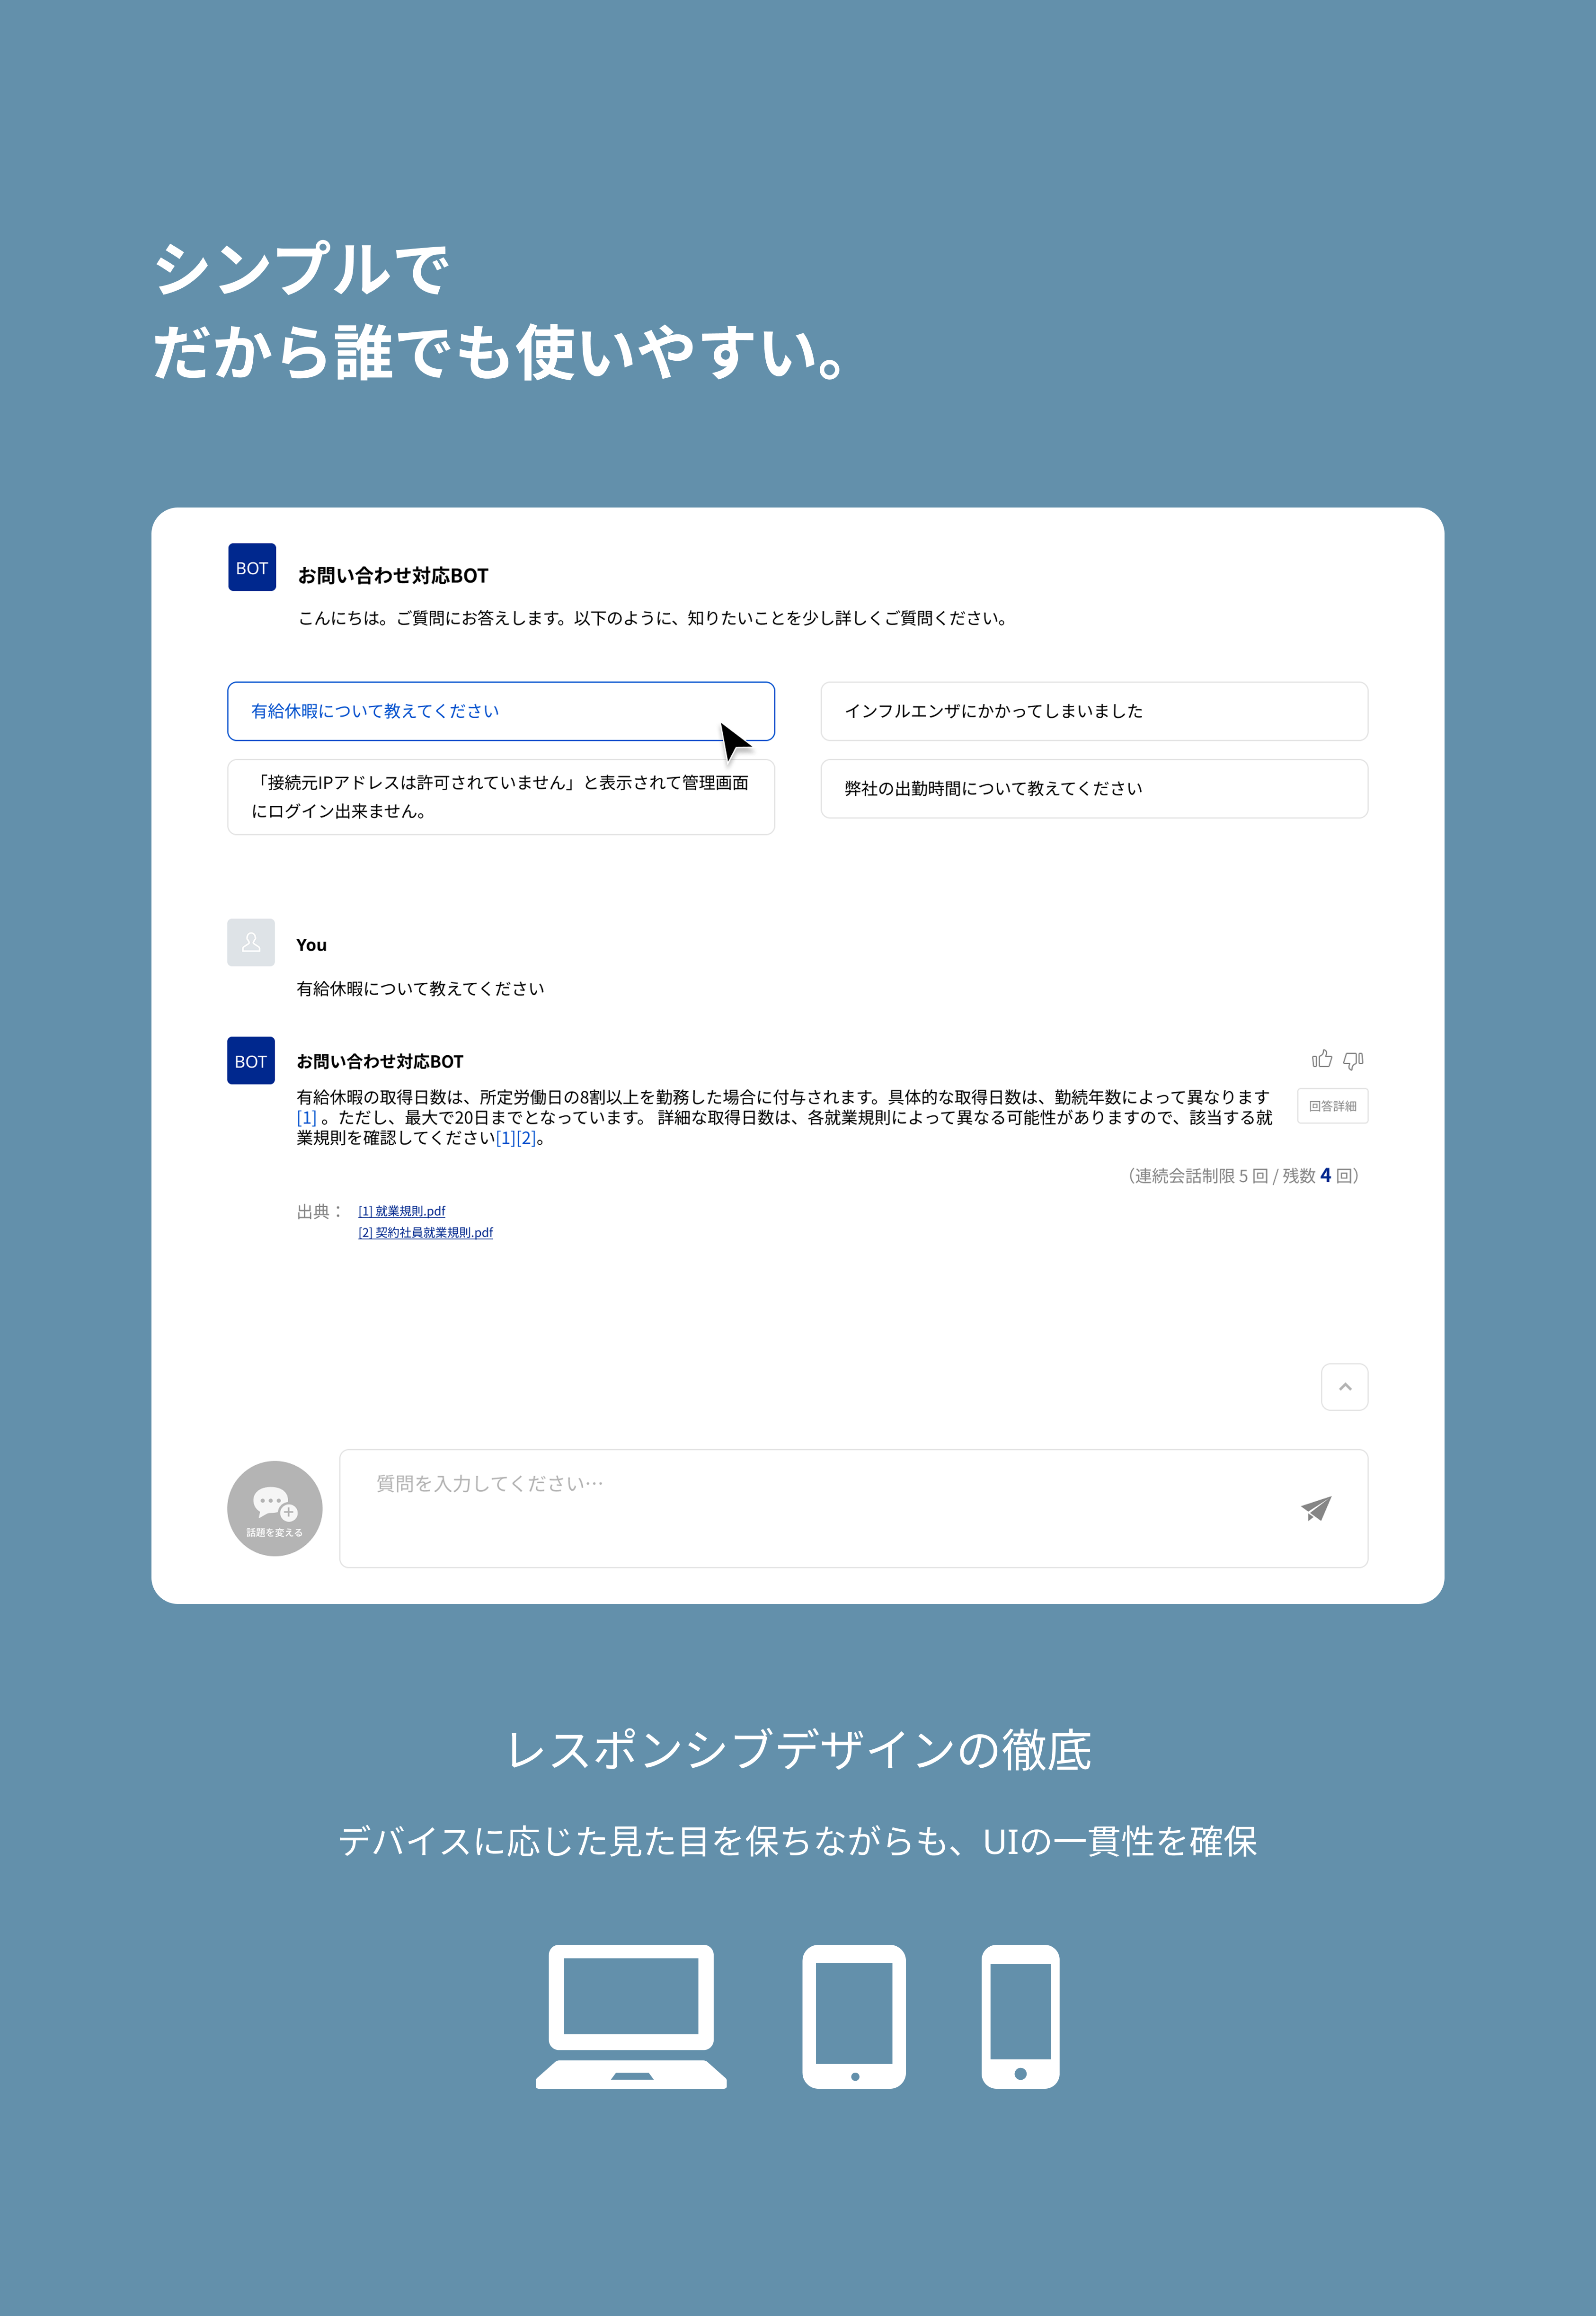 シンプルで
だから誰でも使いやすい。
BOT
お問い合わせ対応BOT
こんにちは。ご質問にお答えします。以下のように、知りたいことを少し詳しくご質問ください。
有給休暇について教えてください
インフルエンザにかかってしまいました
「接続元IPアドレスは許可されていません」と表示されて管理画面
にログイン出来ません。
弊社の出勤時間について教えてください
You
有給休暇について教えてください
BOT
お問い合わせ対応BOT
有給休暇の取得日数は、所定労働日の8割以上を勤務した場合に付与されます。具体的な取得日数は、勤続年数によって異なります
[1] 。ただし、最大で20日までとなっています。 詳細な取得日数は、各就業規則によって異なる可能性がありますので、該当する就
業規則を確認してください[1][2]。
回答詳細
（連続会話制限 5 回 / 残数 4 回）
出典： [1] 就業規則.pdf
[2] 契約社員就業規則.pdf
話題を変える
質問を入力してください…
レスポンシブデザインの徹底
デバイスに応じた見た目を保ちながらも、UIの一貫性を確保